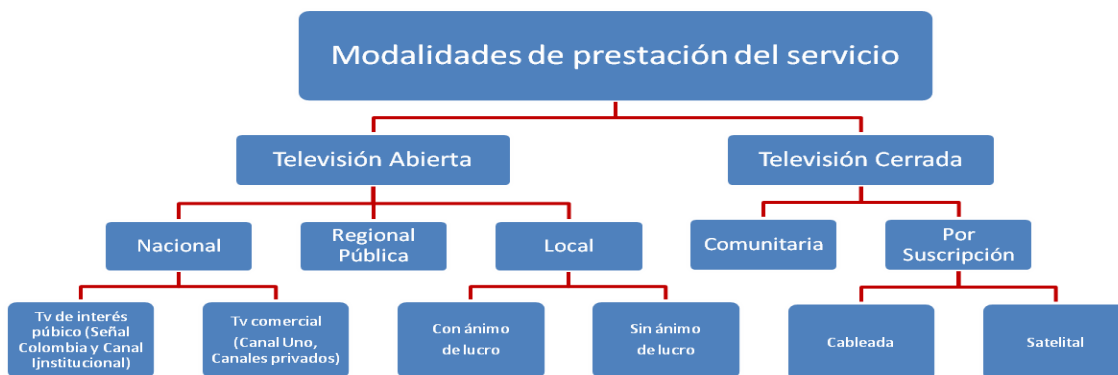 Modalidades de prestación del servicio
Televisión Abierta
Televisión Cerrada
Nacional
Regional
Pública
Local
Comunitaria
Por
Suscripción
Tv de interés
púbico (Señal
Colombia y Canal
Ijnstitucional)
Tv comercial
(Canal Uno,
Canales privados)
Con ánimo
de lucro
Sin ánimo
de lucro
Cableada
Satelital